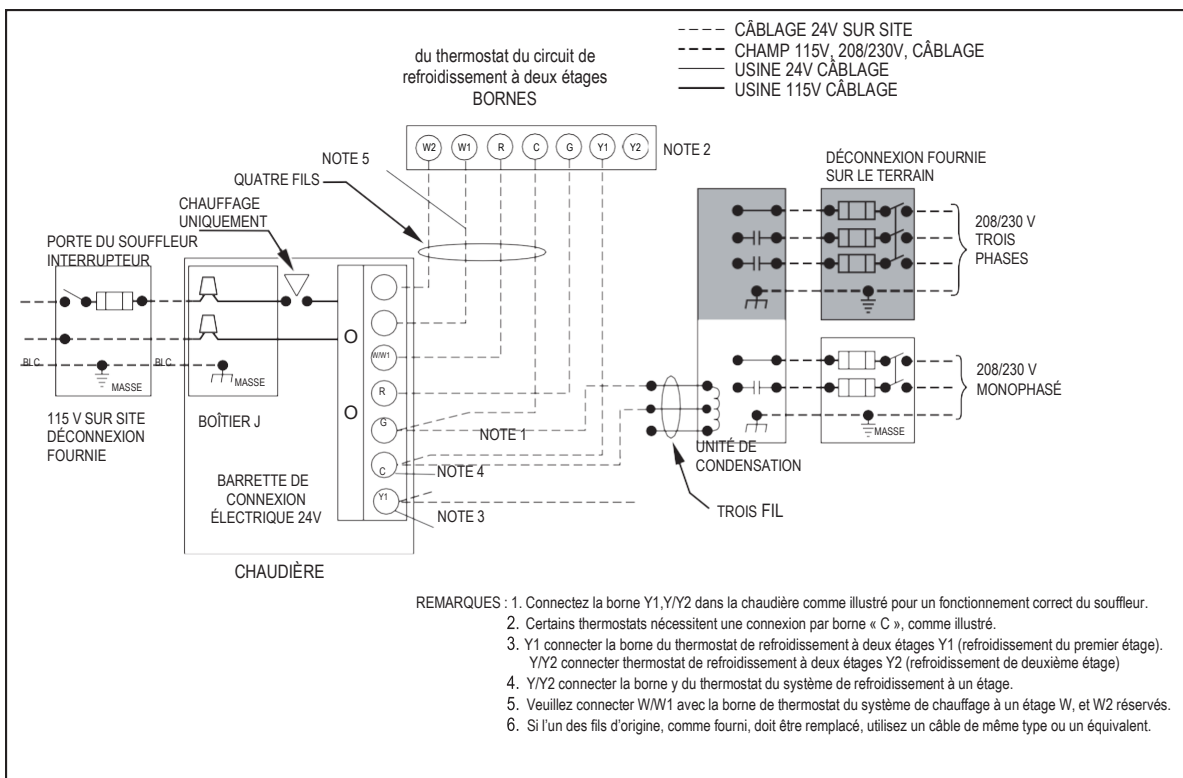 CÂBLAGE 24V SUR SITE
CHAMP 115V, 208/230V, CÂBLAGE
USINE 24V CÂBLAGE
USINE 115V CÂBLAGE
du thermostat du circuit de
refroidissement à deux étages
BORNES
W2 W1 R C G Y1 Y2
NOTE 2
NOTE 5
QUATRE FILS
CHAUFFAGE
UNIQUEMENT
PORTE DU SOUFFLEUR
INTERRUPTEUR
DÉCONNEXION FOURNIE
SUR LE TERRAIN
208/230 V
TROIS
PHASES
W/W1
R
G
C
Y1
BLC.
BLC.
MASSE
MASSE
115 V SUR SITE
DÉCONNEXION
FOURNIE
BOÎTIER J
BARRETTE DE
CONNEXION
ÉLECTRIQUE 24V
CHAUDIÈRE
NOTE 1
NOTE 4
NOTE 3
208/230 V
MONOPHASÉ
MASSE
UNITÉ DE
CONDENSATION
TROIS FIL
REMARQUES : 1. Connectez la borne Y1,Y/Y2 dans la chaudière comme illustré pour un fonctionnement correct du souffleur.
2. Certains thermostats nécessitent une connexion par borne « C », comme illustré.
3. Y1 connecter la borne du thermostat de refroidissement à deux étages Y1 (refroidissement du premier étage).
Y/Y2 connecter thermostat de refroidissement à deux étages Y2 (refroidissement de deuxième étage)
4. Y/Y2 connecter la borne y du thermostat du système de refroidissement à un étage.
5. Veuillez connecter W/W1 avec la borne de thermostat du système de chauffage à un étage W, et W2 réservés.
6. Si l'un des fils d'origine, comme fourni, doit être remplacé, utilisez un câble de même type ou un équivalent.